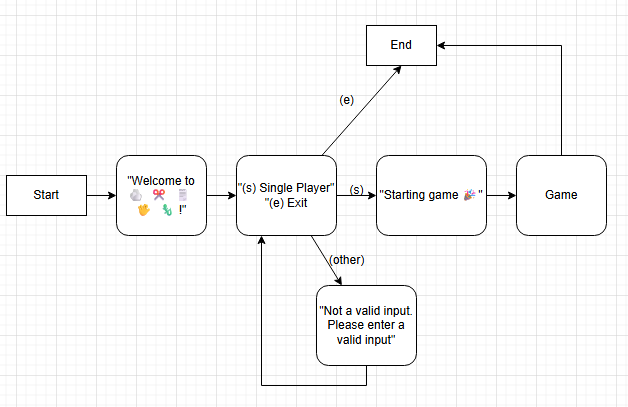 End
(e)
Start
"Welcome to
🪨 ✂️ 📄
🖖 🦎 !"
"(s) Single Player"
"(e) Exit
(s)
"Starting game 🎉"
Game
(other)
"Not a valid input.
Please enter a
valid input"